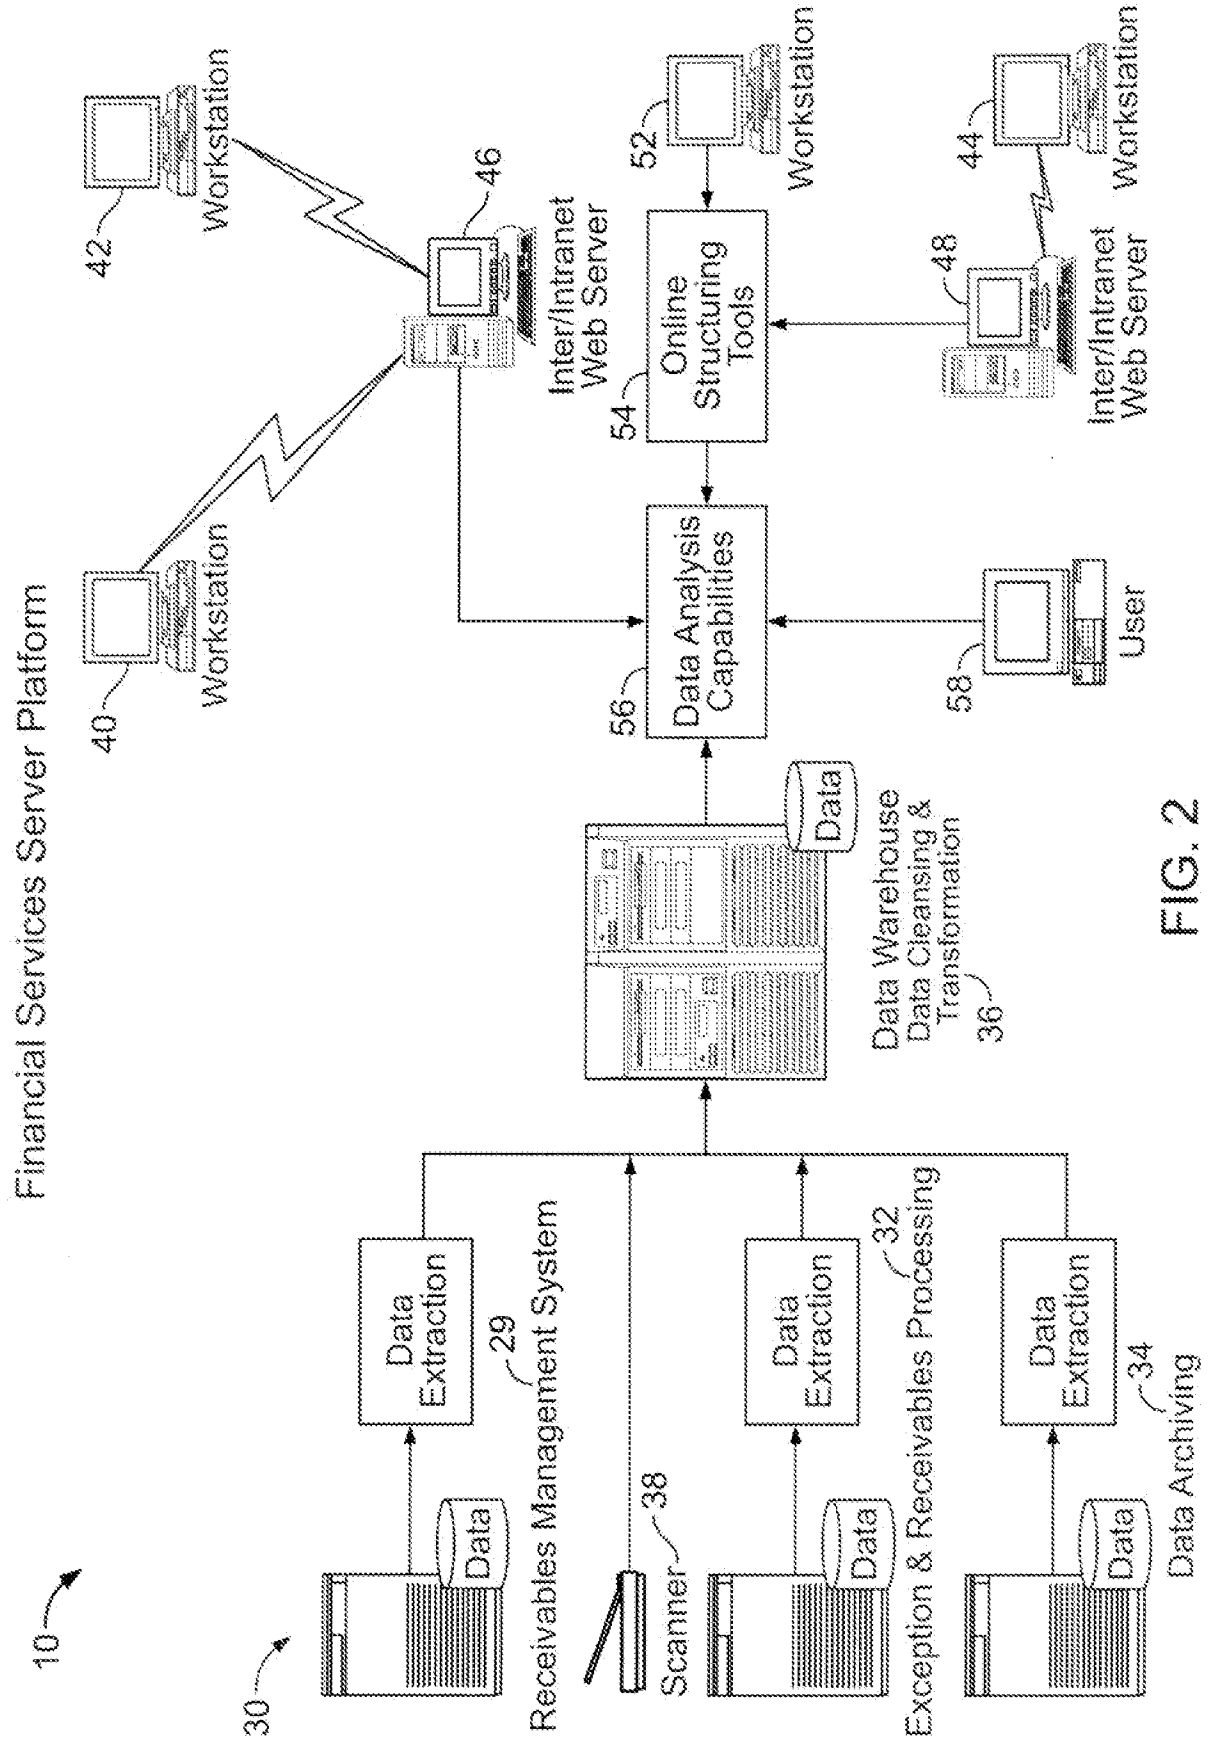 Financial Services Server Platform
10
30
40
Workstation
42
Workstation
46
Inter/Intranet
Web Server
Data
Data
Extraction
29
Receivables Management System
38
Scanner
Data
Data
Extraction
32
Exception & Receivables Processing
Data
Data
Extraction
34
Data Archiving
Data
Data Warehouse
Data Cleansing &
Transformation
36
56
Data Analysis
Capabilities
54
Online
Structuring
Tools
52
Workstation
58
User
48
Inter/Intranet
Web Server
44
Workstation
FIG. 2